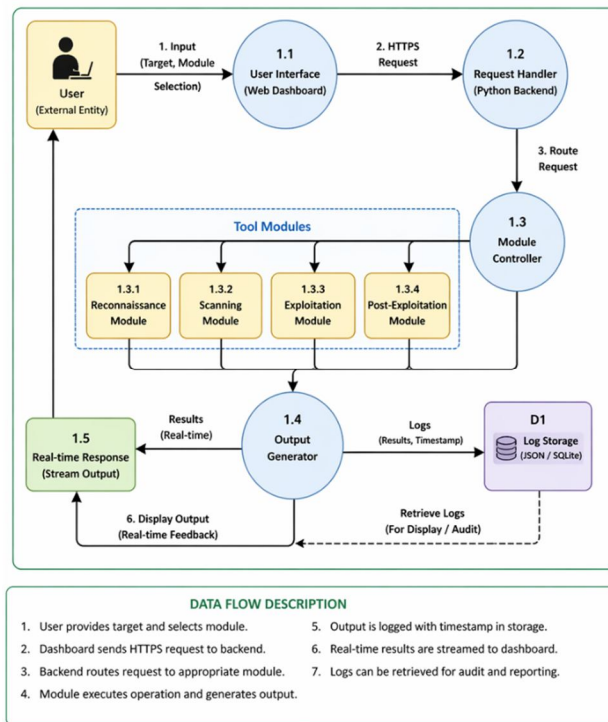 User
(External Entity)
1. Input
(Target, Module
Selection)
1.1
User Interface
(Web Dashboard)
2. HTTPS
Request
1.2
Request Handler
(Python Backend)
3. Route
Request
1.3
Module
Controller
Tool Modules
1.3.1
Reconnaissance
Module
1.3.2
Scanning
Module
1.3.3
Exploitation
Module
1.3.4
Post-Exploitation
Module
1.4
Output
Generator
Results
(Real-time)
1.5
Real-time Response
(Stream Output)
Logs
(Results, Timestamp)
D1
Log Storage
(JSON / SQLite)
6. Display Output
(Real-time Feedback)
Retrieve Logs
(For Display / Audit)
DATA FLOW DESCRIPTION
1. User provides target and selects module.
2. Dashboard sends HTTPS request to backend.
3. Backend routes request to appropriate module.
4. Module executes operation and generates output.
5. Output is logged with timestamp in storage.
6. Real-time results are streamed to dashboard.
7. Logs can be retrieved for audit and reporting.